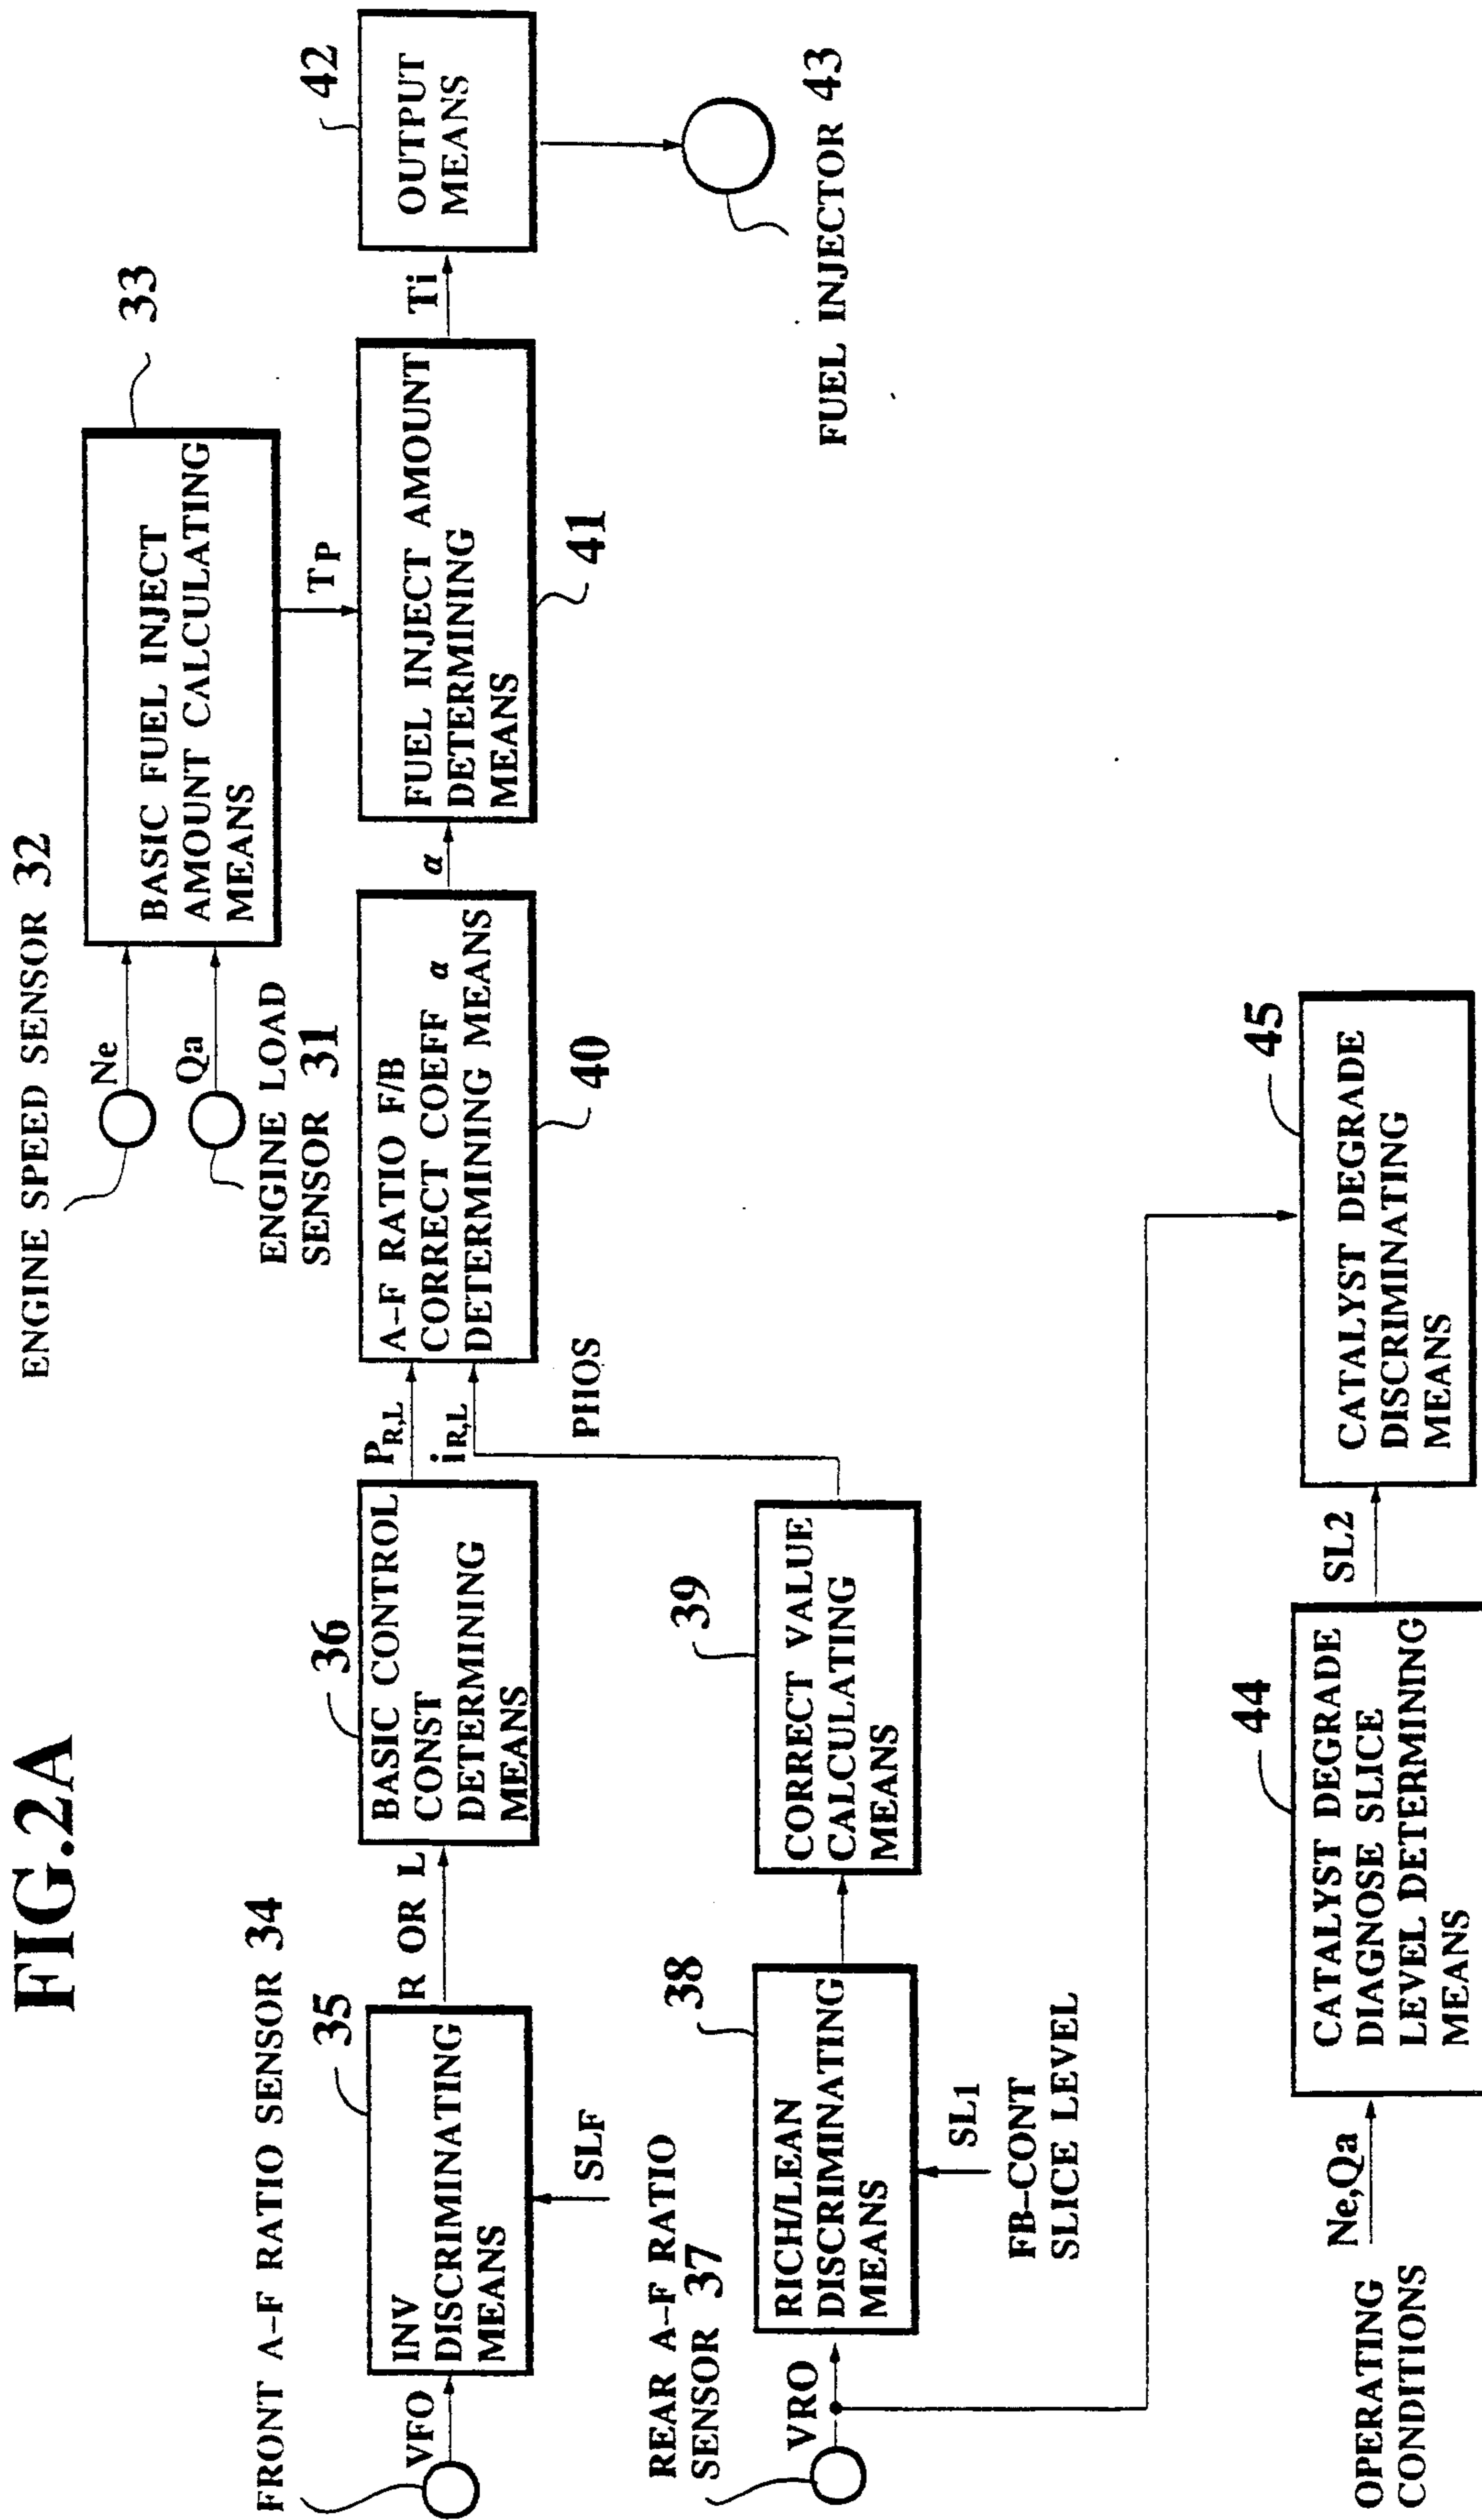 FIG.2A
ENGINE SPEED SENSOR 32
Ne
Qa
ENGINE LOAD
SENSOR 31
BASIC FUEL INJECT
AMOUNT CALCULATING
MEANS
33
TP
FRONT A-F RATIO SENSOR 34
VFO
35
INV
DISCRIMINATING
MEANS
SLF
R OR L
36
BASIC CONTROL
CONST
DETERMINING
MEANS
PR,L
iR,L
PHOS
A-F RATIO F/B
CORRECT COEFF α
DETERMINING MEANS
40
α
FUEL INJECT AMOUNT
DETERMINING
MEANS
41
Ti
42
OUTPUT
MEANS
FUEL INJECTOR 43
REAR A-F RATIO
SENSOR 37
VRO
38
RICH/LEAN
DISCRIMINATING
MEANS
SL1
FB-CONT
SLICE LEVEL
39
CORRECT VALUE
CALCULATING
MEANS
OPERATING
CONDITIONS
Ne,Qa
44
CATALYST DEGRADE
DIAGNOSE SLICE
LEVEL DETERMINING
MEANS
SL2
45
CATALYST DEGRADE
DISCRIMINATING
MEANS